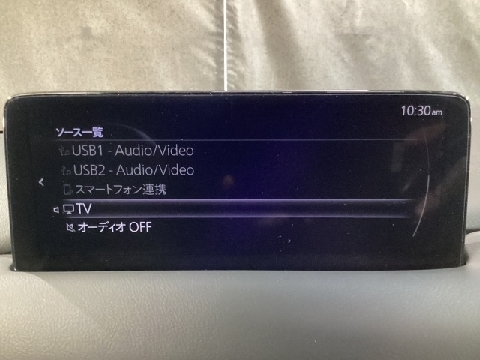 10:30am
ソース一覧
USB1 - Audio/Video
USB2 - Audio/Video
スマートフォン連携
TV
オーディオ OFF